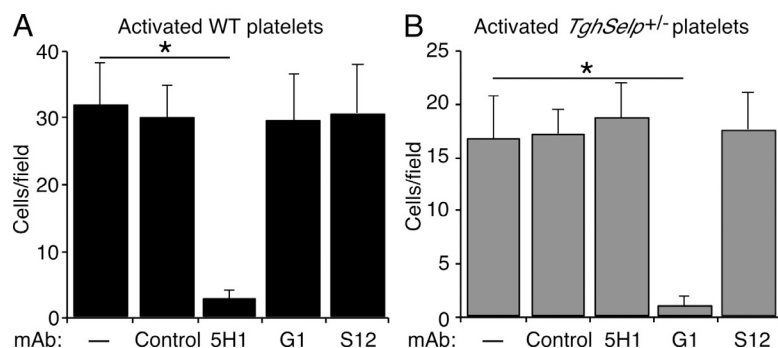 A
Activated WT platelets
*
40
30
20
10
0
Cells/field
mAb: — Control 5H1 G1 S12
B
Activated TghSelp+/- platelets
*
25
20
15
10
5
0
Cells/field
mAb: — Control 5H1 G1 S12